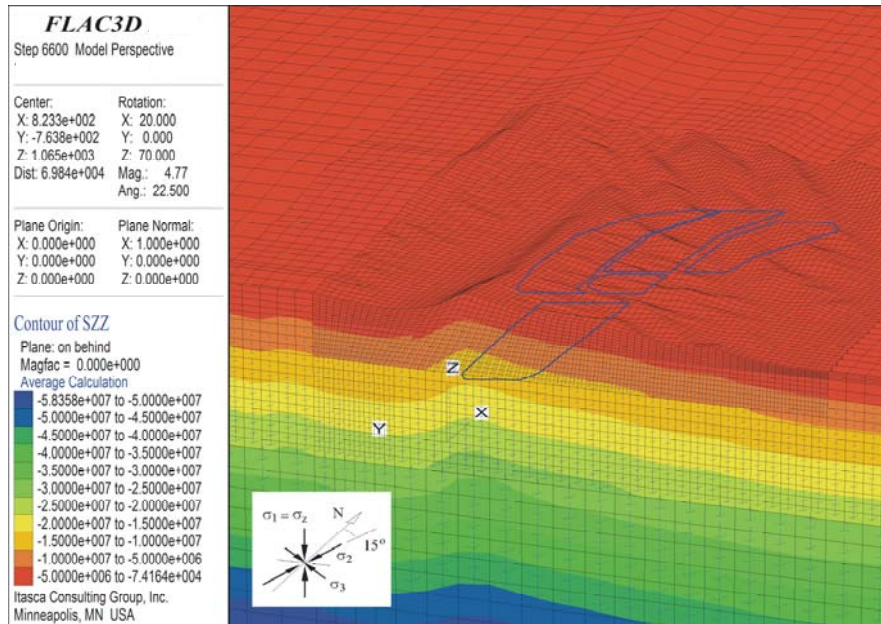 FLAC3D
Step 6600 Model Perspective
Center: Rotation:
X: 8.233e+002 X: 20.000
Y: -7.638e+002 Y: 0.000
Z: 1.065e+003 Z: 70.000
Dist: 6.984e+004 Mag.: 4.77
Ang.: 22.500
Plane Origin: Plane Normal:
X: 0.000e+000 X: 1.000e+000
Y: 0.000e+000 Y: 0.000e+000
Z: 0.000e+000 Z: 0.000e+000
Contour of SZZ
Plane: on behind
Magfac = 0.000e+000
Average Calculation
-5.8358e+007 to -5.0000e+007
-5.0000e+007 to -4.5000e+007
-4.5000e+007 to -4.0000e+007
-4.0000e+007 to -3.5000e+007
-3.5000e+007 to -3.0000e+007
-3.0000e+007 to -2.5000e+007
-2.5000e+007 to -2.0000e+007
-2.0000e+007 to -1.5000e+007
-1.5000e+007 to -1.0000e+007
-1.0000e+007 to -5.0000e+006
-5.0000e+006 to -7.4164e+004
Itasca Consulting Group, Inc.
Minneapolis, MN USA
Z
X
Y
σ1 = σz N
15°
σ2
σ3